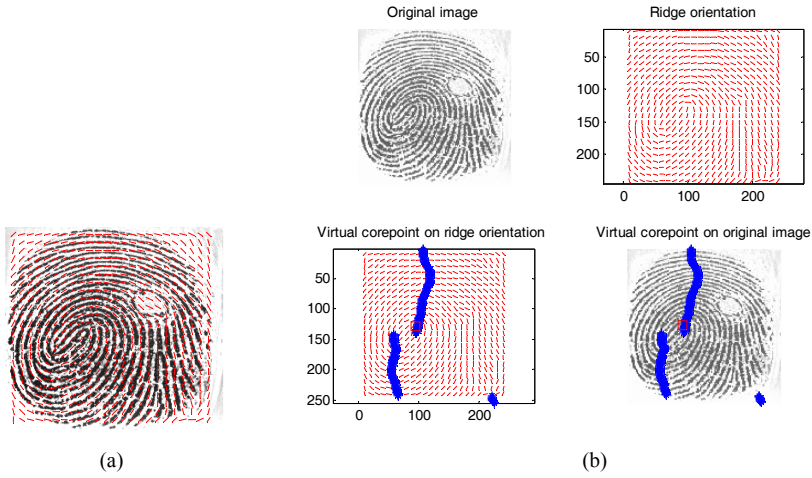 Original image
Ridge orientation
50
100
150
200
0
100
200
Virtual corepoint on ridge orientation
50
100
150
200
250
0
100
200
Virtual corepoint on original image
(a)
(b)